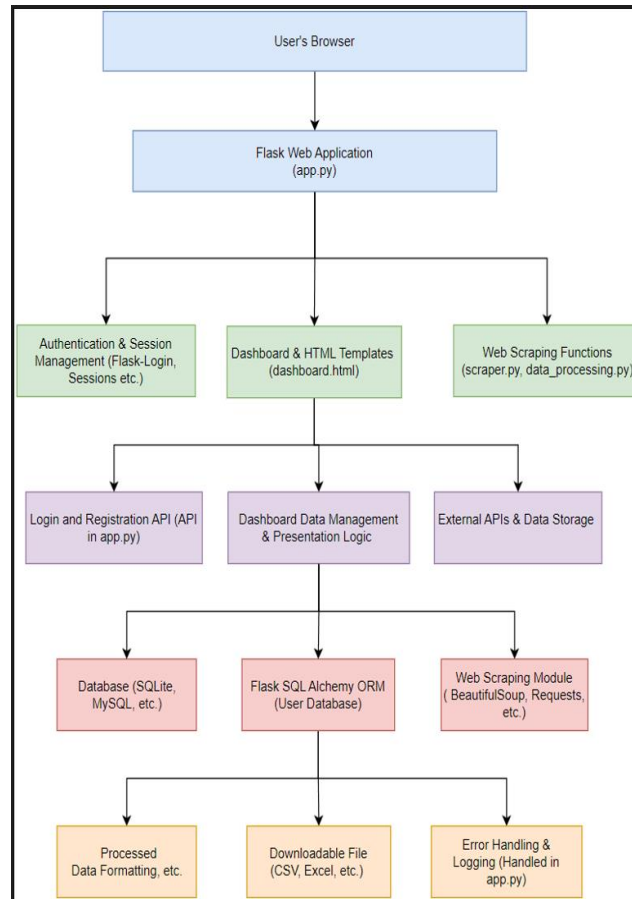 User's Browser
Flask Web Application
(app.py)
Authentication & Session
Management (Flask-Login,
Sessions etc.)
Dashboard & HTML Templates
(dashboard.html)
Web Scraping Functions
(scraper.py, data_processing.py)
Login and Registration API (API
in app.py)
Dashboard Data Management
& Presentation Logic
External APIs & Data Storage
Database (SQLite,
MySQL, etc.)
Flask SQL Alchemy ORM
(User Database)
Web Scraping Module
( BeautifulSoup, Requests,
etc.)
Processed
Data Formatting, etc.
Downloadable File
(CSV, Excel, etc.)
Error Handling &
Logging (Handled in
app.py)